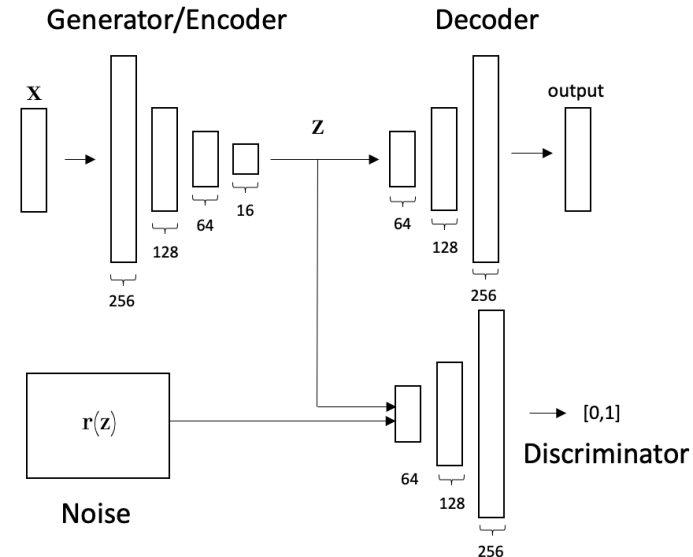 Generator/Encoder
Decoder
X
output
Z
16
64
128
256
64
128
256
r(z)
[0,1]
Discriminator
64
128
256
Noise